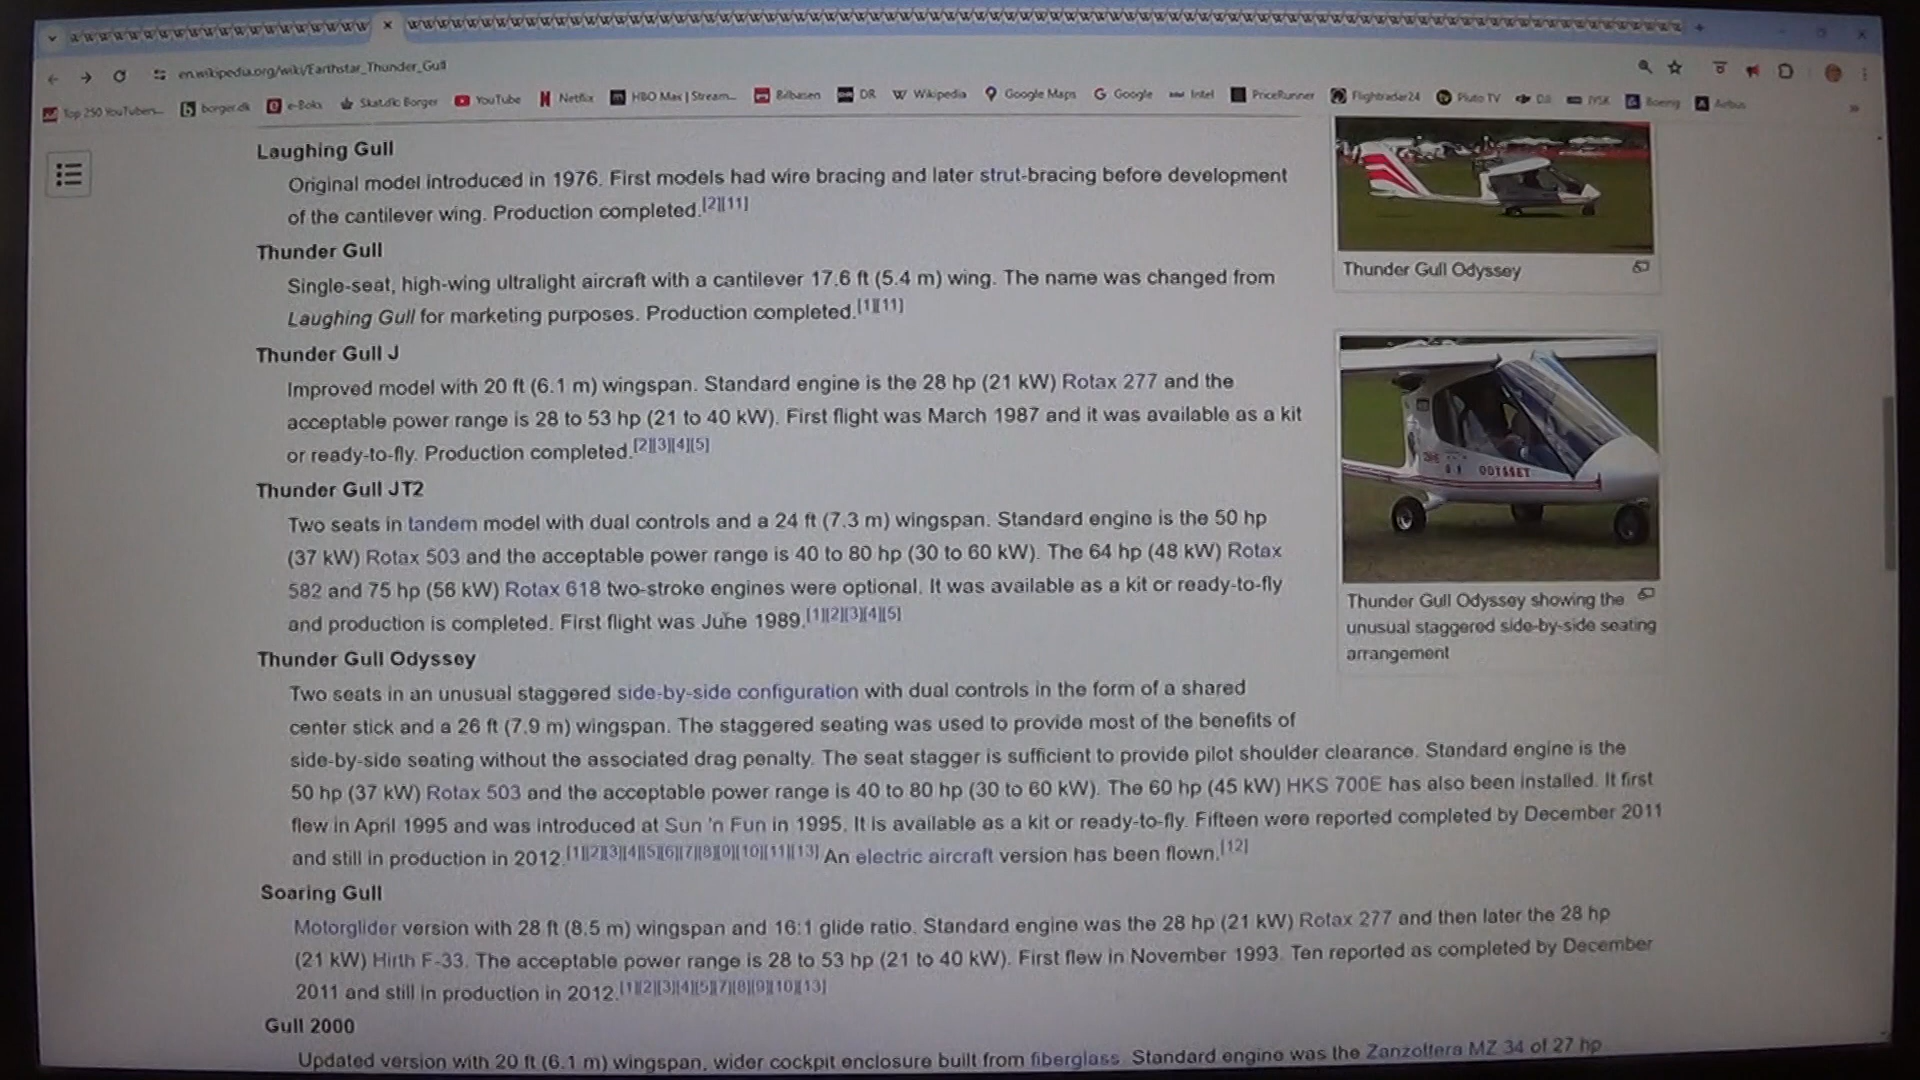 en.wikipedia.org/wiki/Earthstar_Thunder_Gull
Top 250 YouTubers... borger.dk e-Boks Skat.dk: Borger YouTube Netflix HBO Max | Stream... Bilbasen DR Wikipedia Google Maps Google Intel PriceRunner Flightradar24 Pluto TV DJI JYSK Boeing Airbus
Laughing Gull
Original model introduced in 1976. First models had wire bracing and later strut-bracing before development
of the cantilever wing. Production completed.[2][11]
Thunder Gull
Single-seat, high-wing ultralight aircraft with a cantilever 17.6 ft (5.4 m) wing. The name was changed from
Laughing Gull for marketing purposes. Production completed.[1][11]
Thunder Gull J
Improved model with 20 ft (6.1 m) wingspan. Standard engine is the 28 hp (21 kW) Rotax 277 and the
acceptable power range is 28 to 53 hp (21 to 40 kW). First flight was March 1987 and it was available as a kit
or ready-to-fly. Production completed.[2][3][4][5]
Thunder Gull JT2
Two seats in tandem model with dual controls and a 24 ft (7.3 m) wingspan. Standard engine is the 50 hp
(37 kW) Rotax 503 and the acceptable power range is 40 to 80 hp (30 to 60 kW). The 64 hp (48 kW) Rotax
582 and 75 hp (56 kW) Rotax 618 two-stroke engines were optional. It was available as a kit or ready-to-fly
and production is completed. First flight was June 1989.[1][2][3][4][5]
Thunder Gull Odyssey
Two seats in an unusual staggered side-by-side configuration with dual controls in the form of a shared
center stick and a 26 ft (7.9 m) wingspan. The staggered seating was used to provide most of the benefits of
side-by-side seating without the associated drag penalty. The seat stagger is sufficient to provide pilot shoulder clearance. Standard engine is the
50 hp (37 kW) Rotax 503 and the acceptable power range is 40 to 80 hp (30 to 60 kW). The 60 hp (45 kW) HKS 700E has also been installed. It first
flew in April 1995 and was introduced at Sun 'n Fun in 1995. It is available as a kit or ready-to-fly. Fifteen were reported completed by December 2011
and still in production in 2012.[1][2][3][4][5][6][7][8][9][10][11][13] An electric aircraft version has been flown.[12]
Soaring Gull
Motorglider version with 28 ft (8.5 m) wingspan and 16:1 glide ratio. Standard engine was the 28 hp (21 kW) Rotax 277 and then later the 28 hp
(21 kW) Hirth F-33. The acceptable power range is 28 to 53 hp (21 to 40 kW). First flew in November 1993. Ten reported as completed by December
2011 and still in production in 2012.[1][2][3][4][5][7][8][9][10][13]
Gull 2000
Updated version with 20 ft (6.1 m) wingspan, wider cockpit enclosure built from fiberglass. Standard engine was the Zanzottera MZ 34 of 27 hp
Thunder Gull Odyssey
ODYSSEY
Thunder Gull Odyssey showing the
unusual staggered side-by-side seating
arrangement